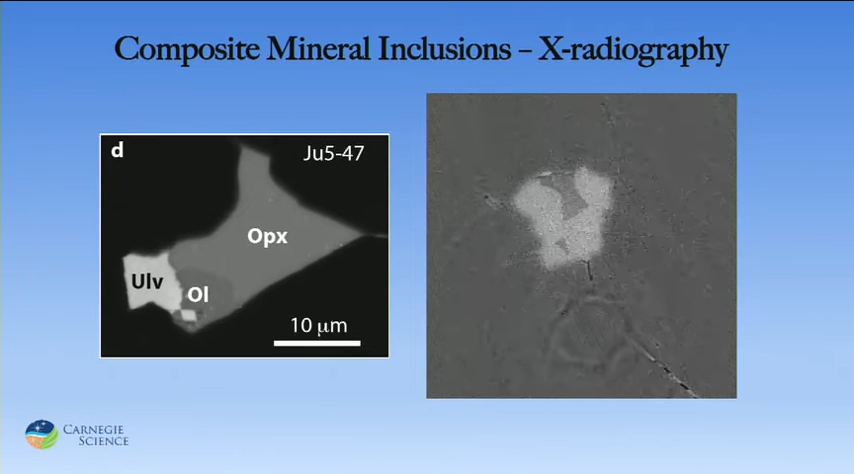 Composite Mineral Inclusions – X-radiography
d
Ju5-47
Opx
Ulv
Ol
10 μm
CARNEGIE
SCIENCE